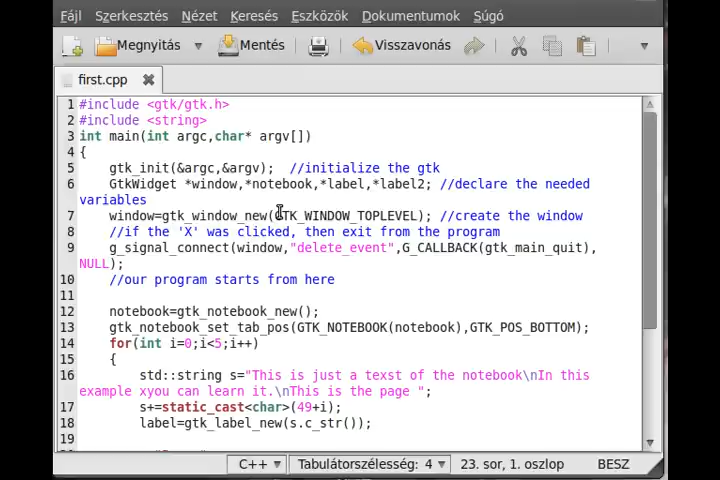 Fájl Szerkesztés Nézet Keresés Eszközök Dokumentumok Súgó
Megnyitás Mentés Visszavonás
first.cpp
1 #include <gtk/gtk.h>
2 #include <string>
3 int main(int argc,char* argv[])
4 {
5 gtk_init(&argc,&argv); //initialize the gtk
6 GtkWidget *window,*notebook,*label,*label2; //declare the needed
variables
7 window=gtk_window_new(GTK_WINDOW_TOPLEVEL); //create the window
8 //if the 'X' was clicked, then exit from the program
9 g_signal_connect(window,"delete_event",G_CALLBACK(gtk_main_quit),
NULL);
10 //our program starts from here
11
12 notebook=gtk_notebook_new();
13 gtk_notebook_set_tab_pos(GTK_NOTEBOOK(notebook),GTK_POS_BOTTOM);
14 for(int i=0;i<5;i++)
15 {
16 std::string s="This is just a texst of the notebook\nIn this
example xyou can learn it.\nThis is the page ";
17 s+=static_cast<char>(49+i);
18 label=gtk_label_new(s.c_str());
19
C++ Tabulátorszélesség: 4 23. sor, 1. oszlop BESZ